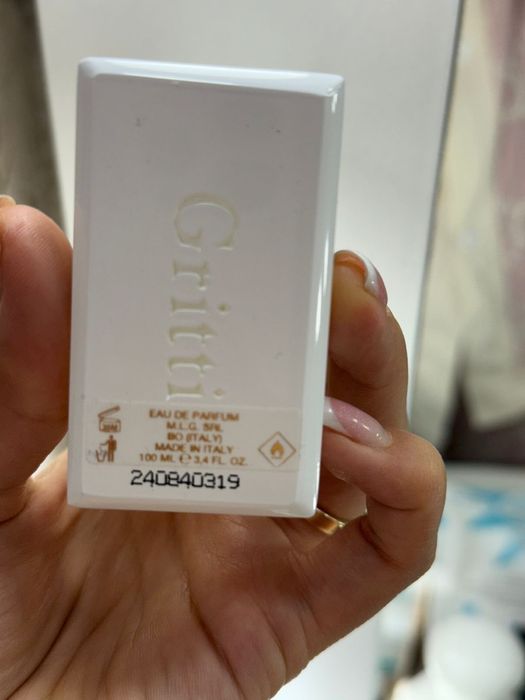 Gritti
EAU DE PARFUM
M.L.G. SRL
BO (ITALY)
MADE IN ITALY
100 ML ℮ 3,4 FL. OZ.
240840319